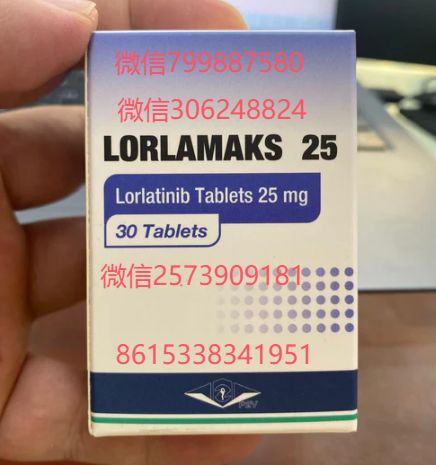 微信799887580
微信306248824
LORLAMAKS 25
Lorlatinib Tablets 25 mg
30 Tablets
微信2573909181
8615338341951
PSV